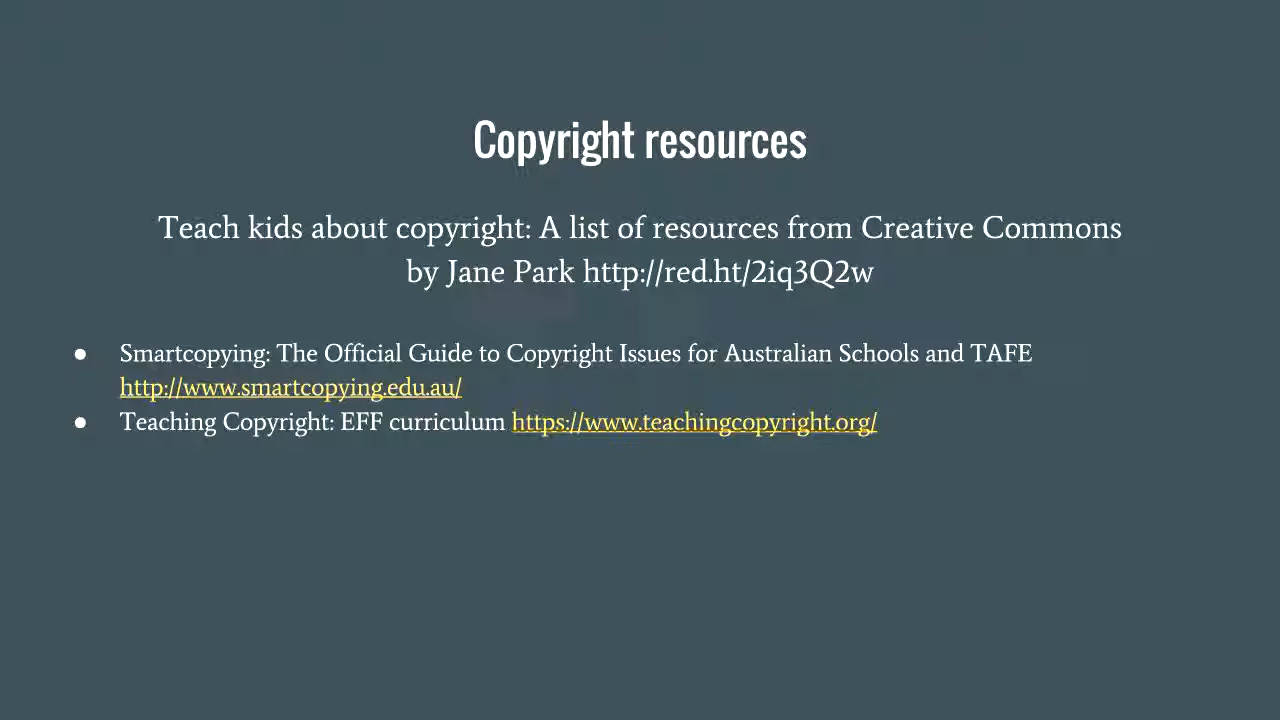 Copyright resources
Teach kids about copyright: A list of resources from Creative Commons
by Jane Park http://red.ht/2iq3Q2w
● Smartcopying: The Official Guide to Copyright Issues for Australian Schools and TAFE
http://www.smartcopying.edu.au/
● Teaching Copyright: EFF curriculum https://www.teachingcopyright.org/